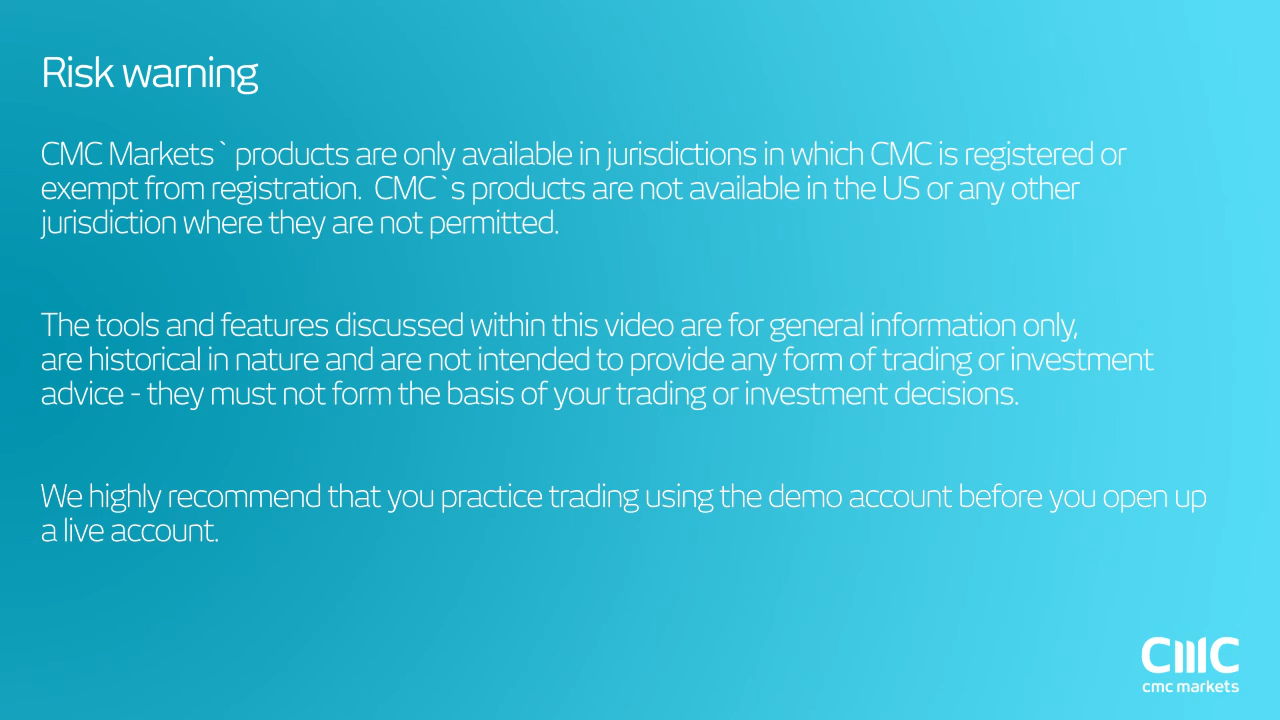 Risk warning
CMC Markets` products are only available in jurisdictions in which CMC is registered or
exempt from registration.  CMC`s products are not available in the US or any other
jurisdiction where they are not permitted.
The tools and features discussed within this video are for general information only,
are historical in nature and are not intended to provide any form of trading or investment
advice - they must not form the basis of your trading or investment decisions.
We highly recommend that you practice trading using the demo account before you open up
a live account.
CMC
cmc markets